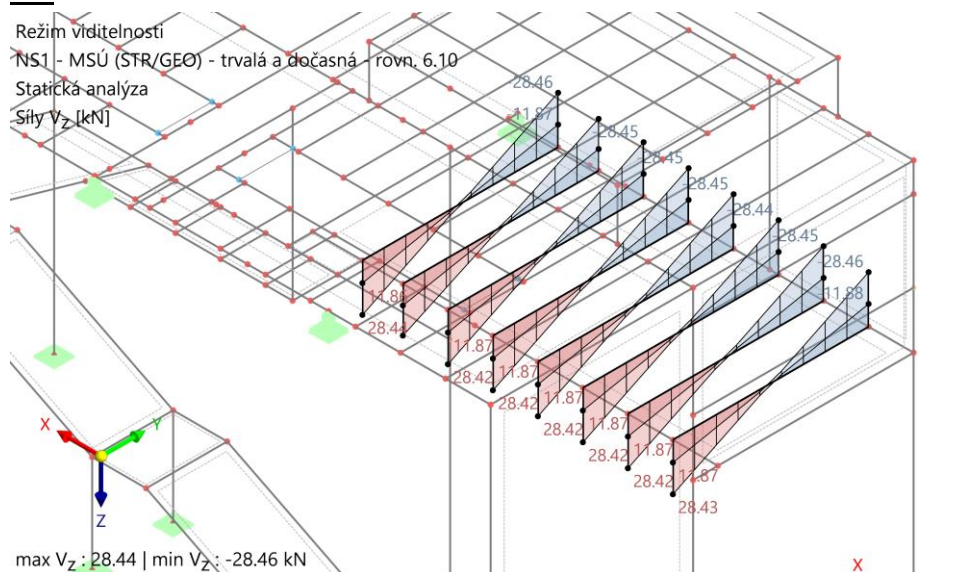 Režim viditelnosti
NS1 - MSÚ (STR/GEO) - trvalá a dočasná - rovn. 6.10
Statická analýza
Síly VZ [kN]
-28.46
-11.87
-28.45
-28.45
-28.45
-28.44
-28.45
-28.46
-11.88
11.86
28.44
11.87
28.42
11.87
28.42
11.87
28.42
11.87
28.42
11.87
28.42
11.87
28.43
X
Y
Z
X
max VZ : 28.44 | min VZ : -28.46 kN